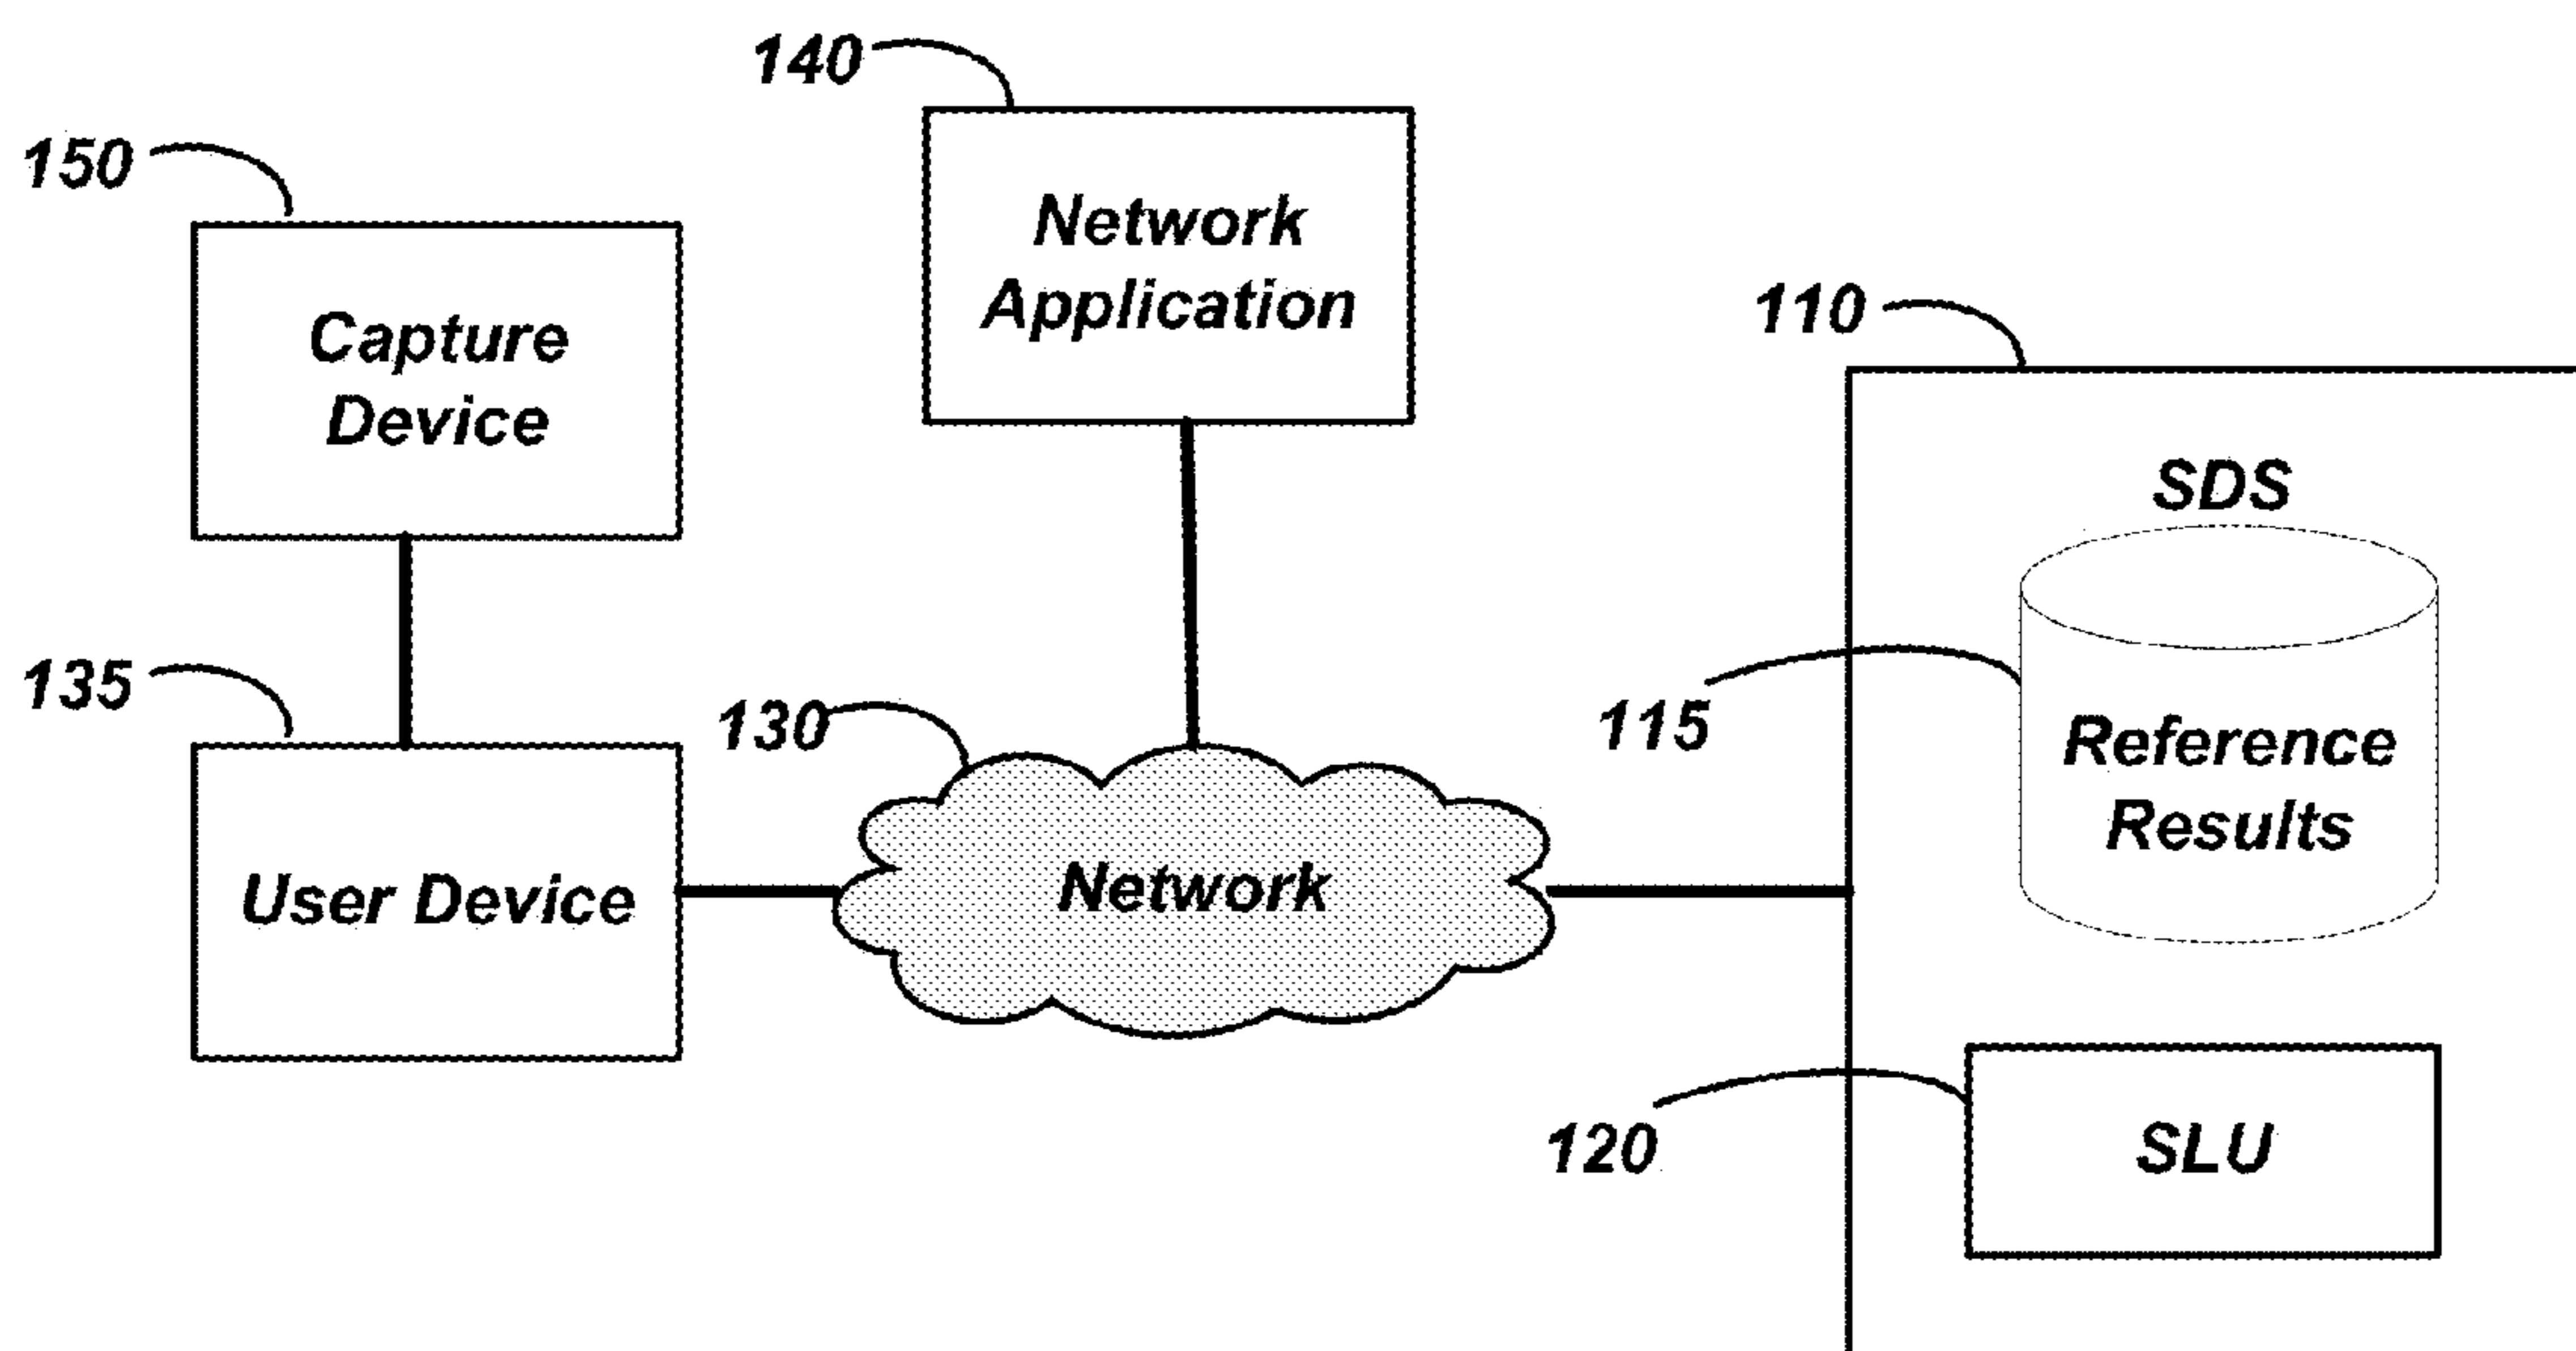 140
150
Network
Application
110
Capture
Device
SDS
135
130
115
Reference
Results
User Device
Network
120
SLU